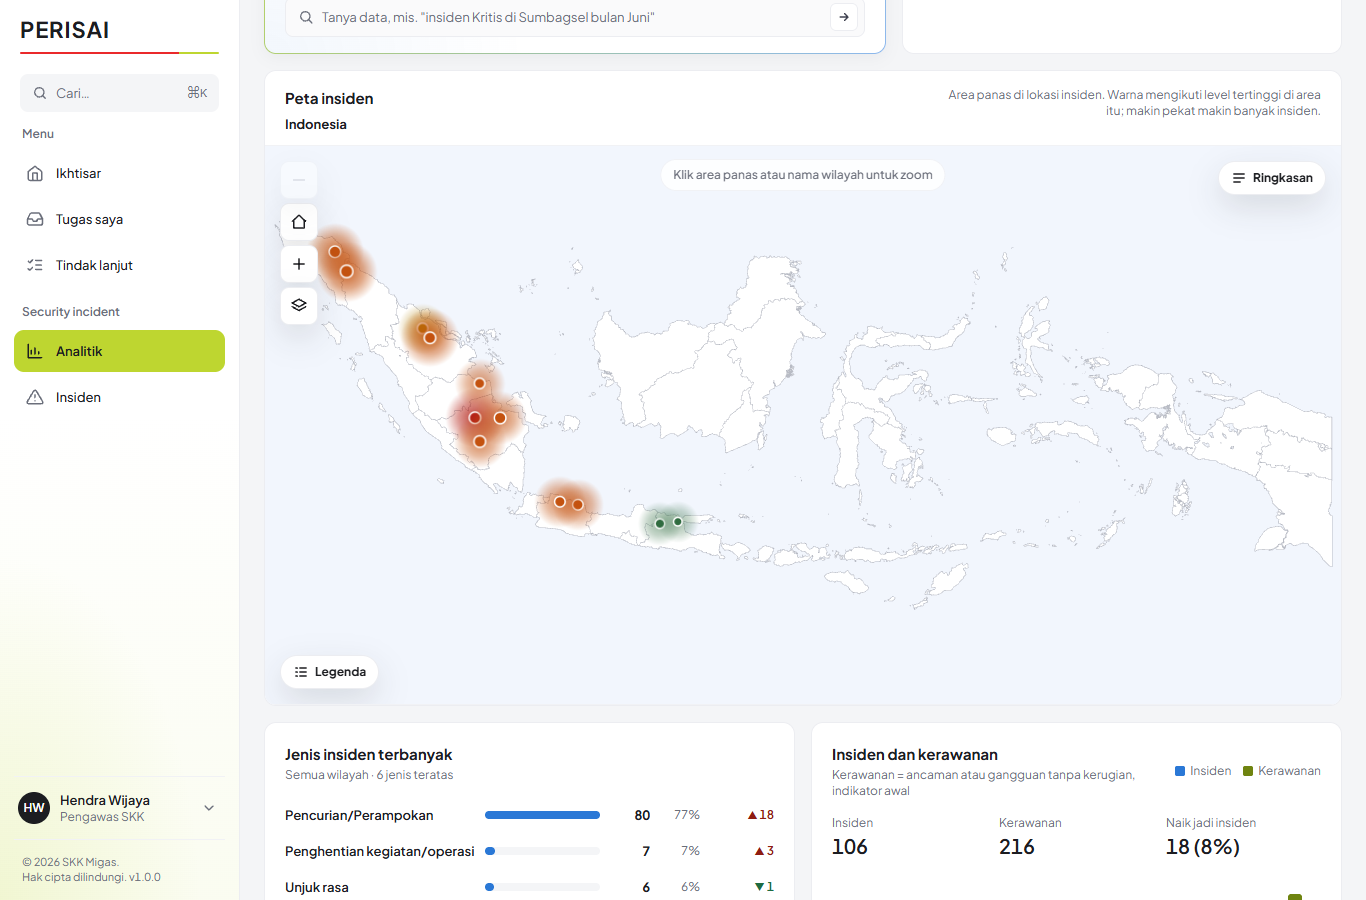 PERISAI
Cari...
⌘K
Menu
Ikhtisar
Tugas saya
Tindak lanjut
Security incident
Analitik
Insiden
HW
Hendra Wijaya
Pengawas SKK
© 2026 SKK Migas.
Hak cipta dilindungi. v1.0.0
Tanya data, mis. "insiden Kritis di Sumbagsel bulan Juni"
Peta insiden
Indonesia
Area panas di lokasi insiden. Warna mengikuti level tertinggi di area
itu; makin pekat makin banyak insiden.
Klik area panas atau nama wilayah untuk zoom
Ringkasan
Legenda
Jenis insiden terbanyak
Semua wilayah · 6 jenis teratas
Pencurian/Perampokan 80 77% ▲18
Penghentian kegiatan/operasi 7 7% ▲3
Unjuk rasa 6 6% ▼1
Insiden dan kerawanan
Kerawanan = ancaman atau gangguan tanpa kerugian,
indikator awal
Insiden Kerawanan
Insiden Kerawanan Naik jadi insiden
106 216 18 (8%)